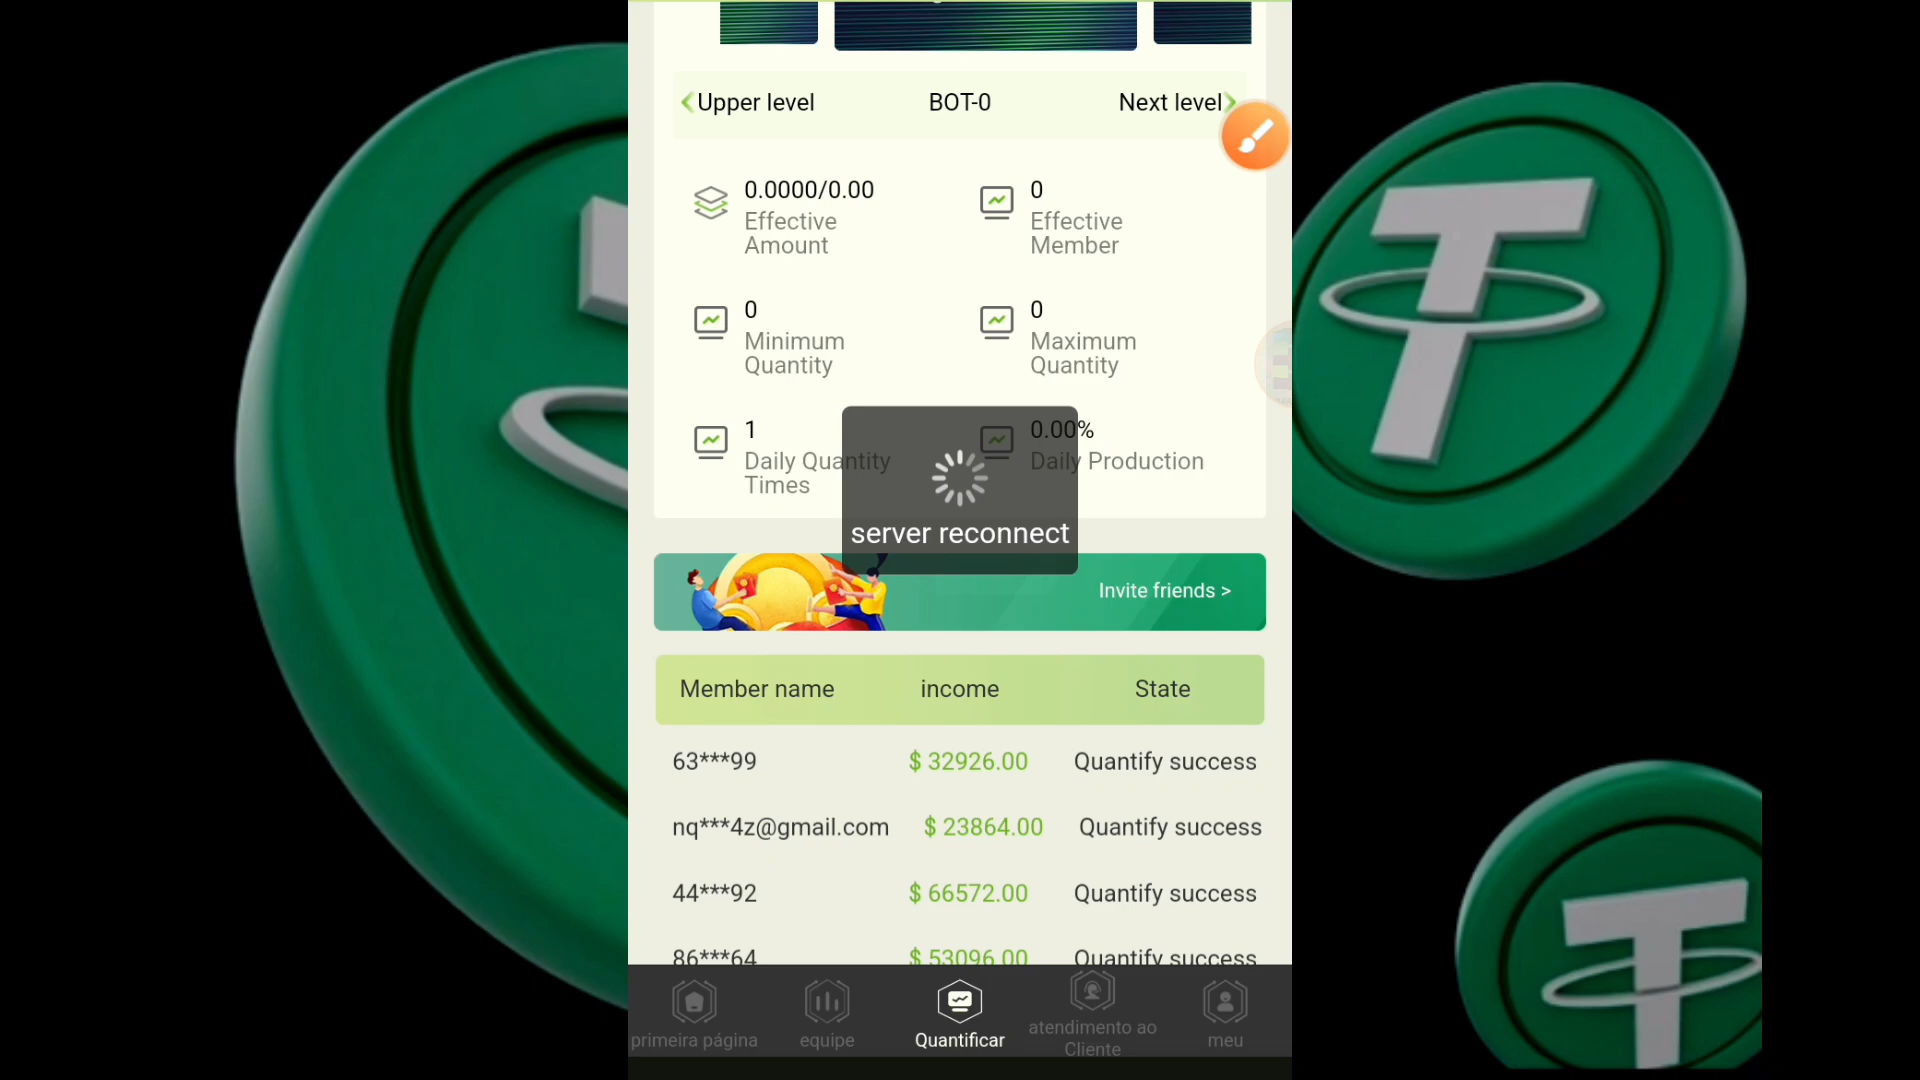 Upper level
BOT-0
Next level
0.0000/0.00
Effective
Amount
0
Effective
Member
0
Minimum
Quantity
0
Maximum
Quantity
1
Daily Quantity
Times
0.00%
Daily Production
server reconnect
Invite friends >
Member name income State
63***99 $ 32926.00 Quantify success
nq***4z@gmail.com $ 23864.00 Quantify success
44***92 $ 66572.00 Quantify success
86***64 $ 53096.00 Quantify success
primeira página
equipe
Quantificar
atendimento ao
Cliente
meu